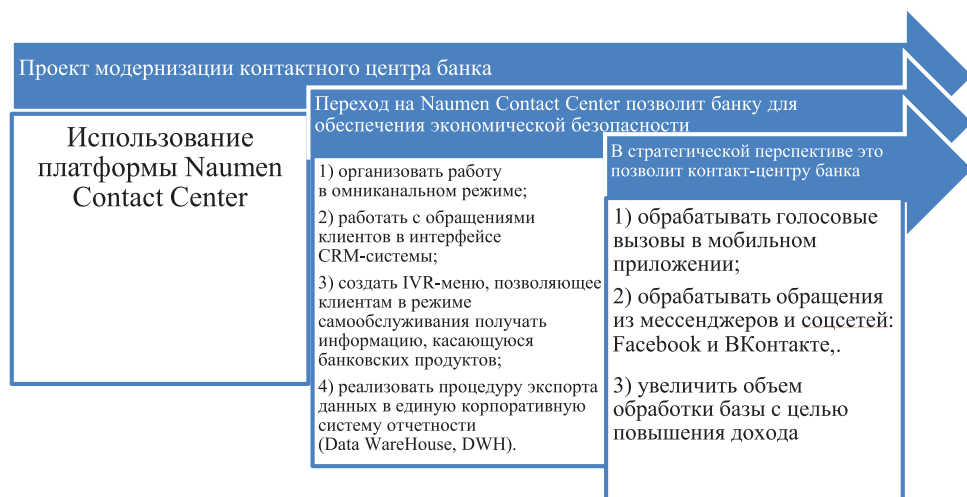 Проект модернизации контактного центра банка
Использование
платформы Naumen
Contact Center
Переход на Naumen Contact Center позволит банку для
обеспечения экономической безопасности
1) организовать работу
в омниканальном режиме;
2) работать с обращениями
клиентов в интерфейсе
CRM-системы;
3) создать IVR-меню, позволяющее
клиентам в режиме
самообслуживания получать
информацию, касающуюся
банковских продуктов;
4) реализовать процедуру экспорта
данных в единую корпоративную
систему отчетности
(Data WareHouse, DWH).
В стратегической перспективе это
позволит контакт-центру банка
1) обрабатывать голосовые
вызовы в мобильном
приложении;
2) обрабатывать обращения
из мессенджеров и соцсетей:
Facebook и ВКонтакте,.
3) увеличить объем
обработки базы с целью
повышения дохода